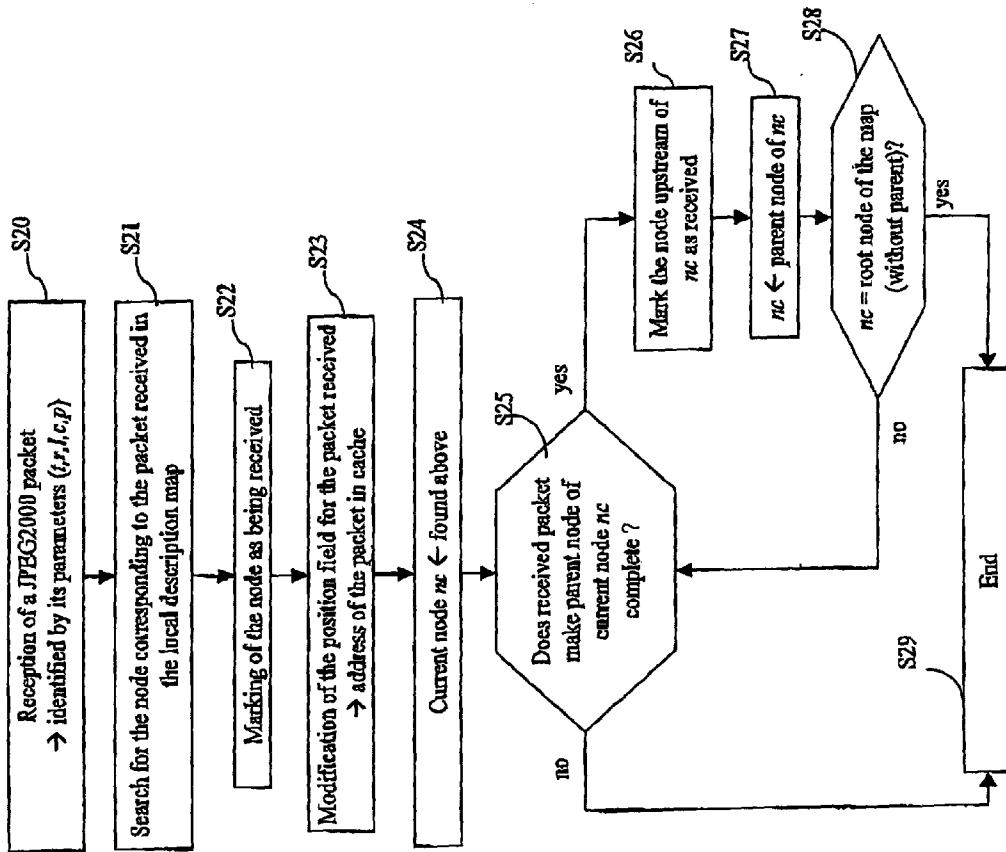 S20
Reception of a JPEG2000 packet
→ identified by its parameters (t,r,l,c,p)
S21
Search for the node corresponding to the packet received in
the local description map
S22
Marking of the node as being received
S23
Modification of the position field for the packet received
→ address of the packet in cache
S24
Current node nc ← found above
S25
Does received packet
make parent node of
current node nc
complete ?
yes
no
S26
Mark the node upstream of
nc as received
S27
nc ← parent node of nc
S28
nc = root node of the map
(without parent)?
no
yes
S29
End